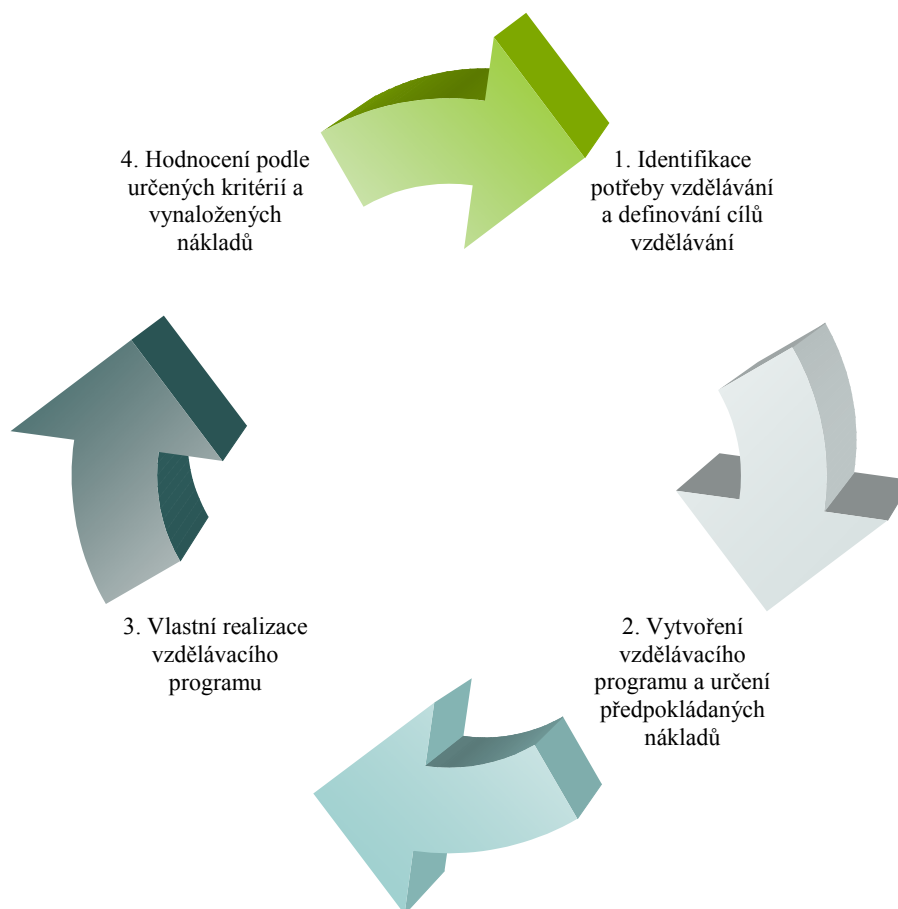 1. Identifikace
potřeby vzdělávání
a definování cílů
vzdělávání
2. Vytvoření
vzdělávacího
programu a určení
předpokládaných
nákladů
3. Vlastní realizace
vzdělávacího
programu
4. Hodnocení podle
určených kritérií a
vynaložených
nákladů